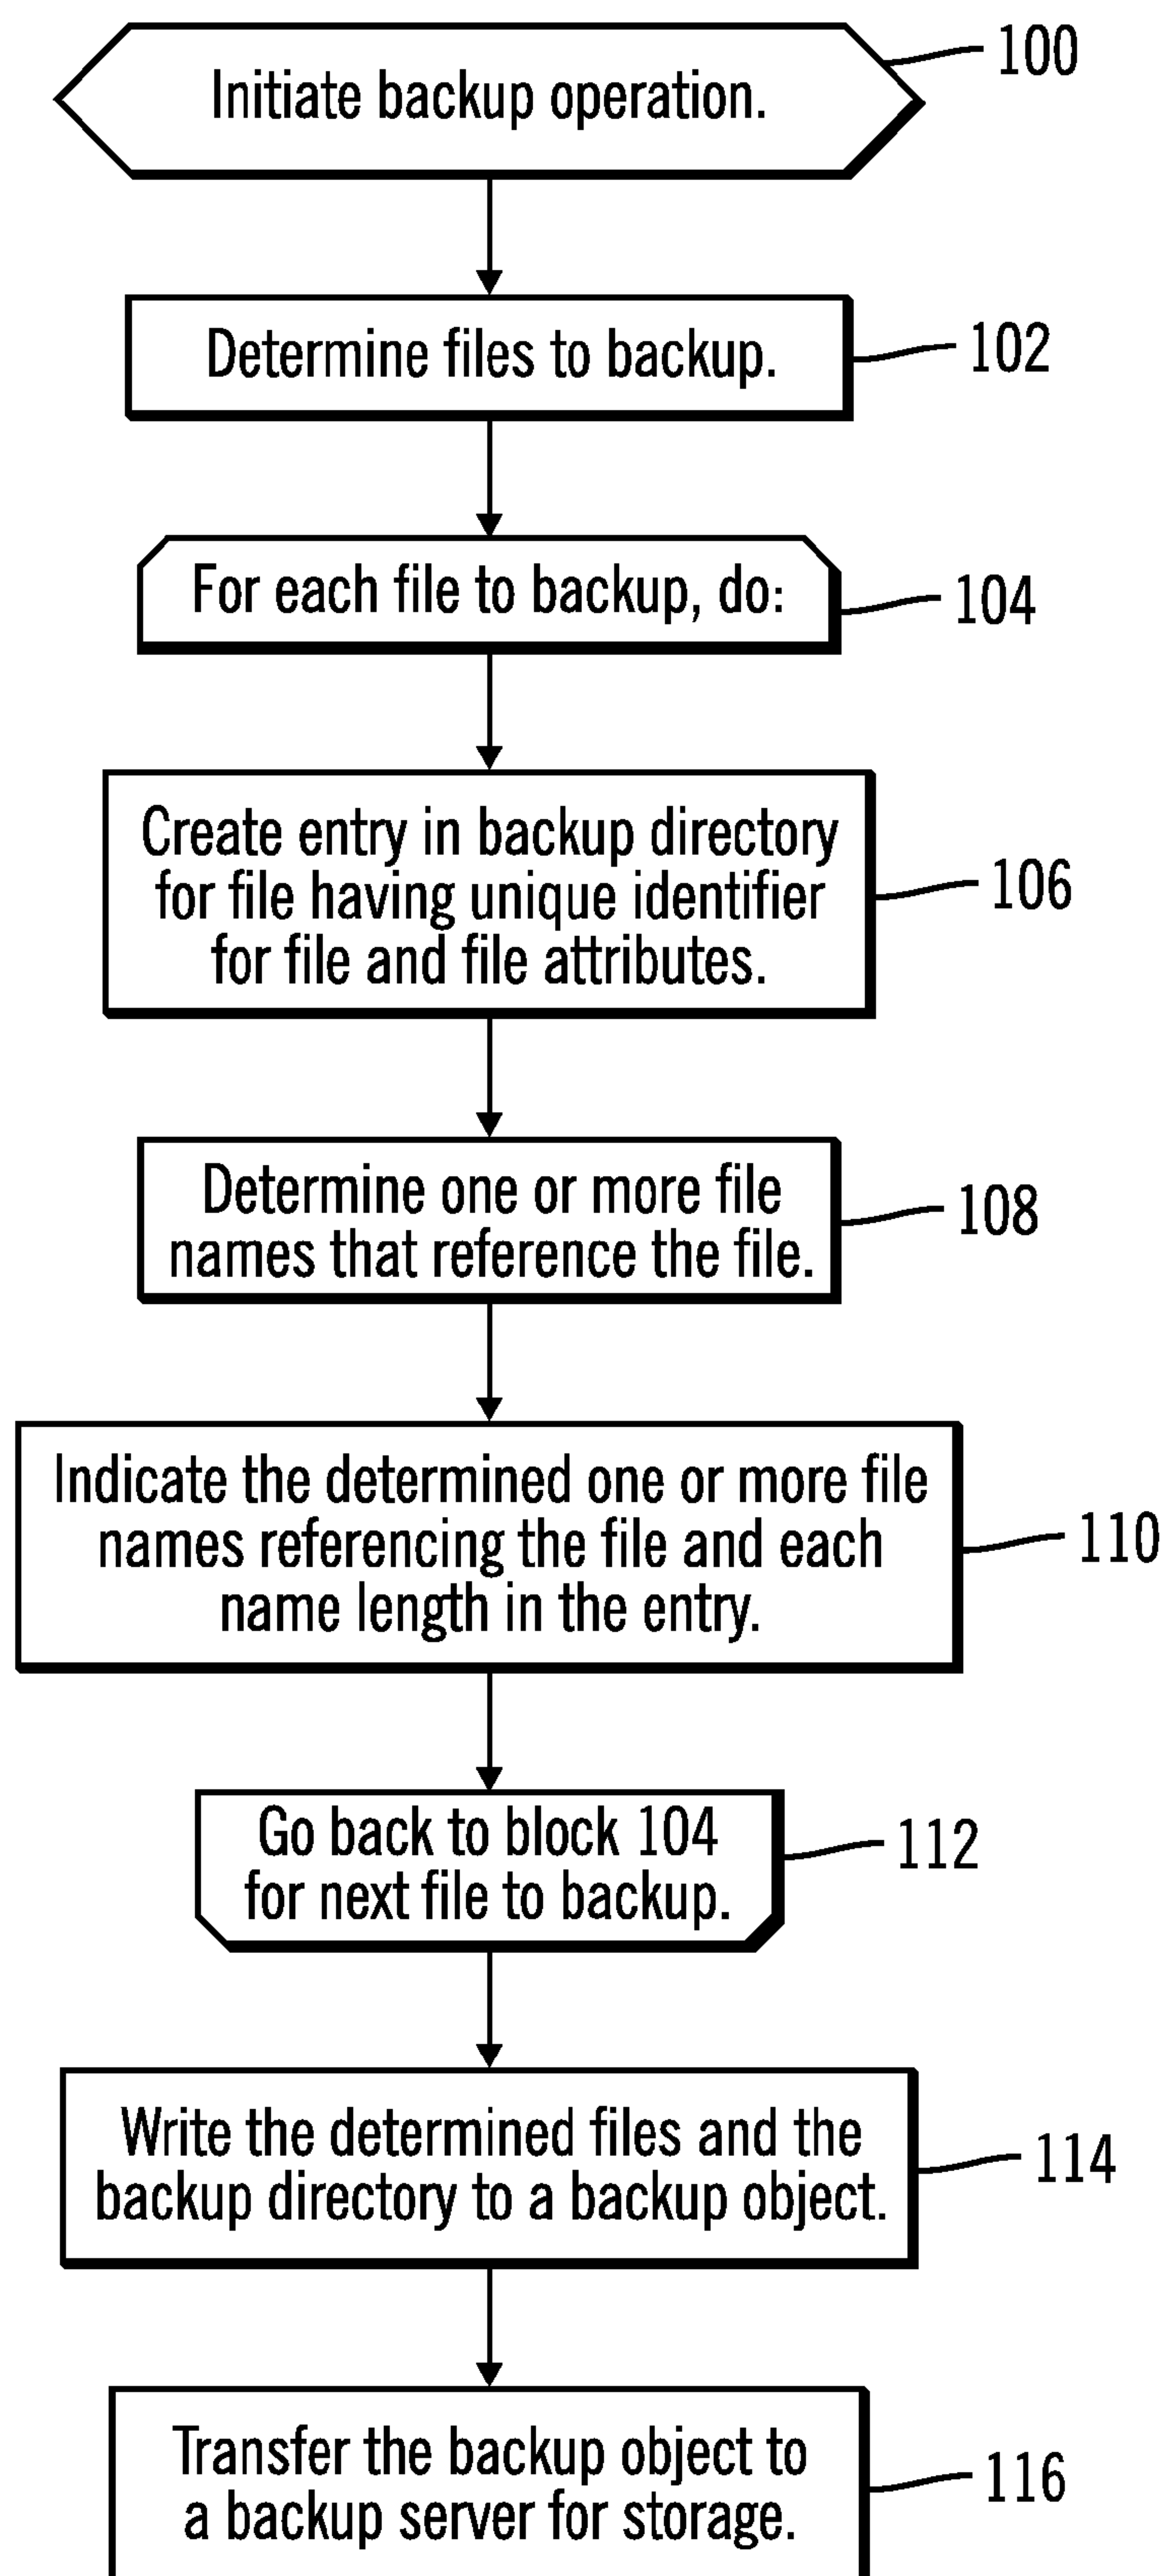 Initiate backup operation.
100
Determine files to backup.
102
For each file to backup, do:
104
Create entry in backup directory
for file having unique identifier
for file and file attributes.
106
Determine one or more file
names that reference the file.
108
Indicate the determined one or more file
names referencing the file and each
name length in the entry.
110
Go back to block 104
for next file to backup.
112
Write the determined files and the
backup directory to a backup object.
114
Transfer the backup object to
a backup server for storage.
116